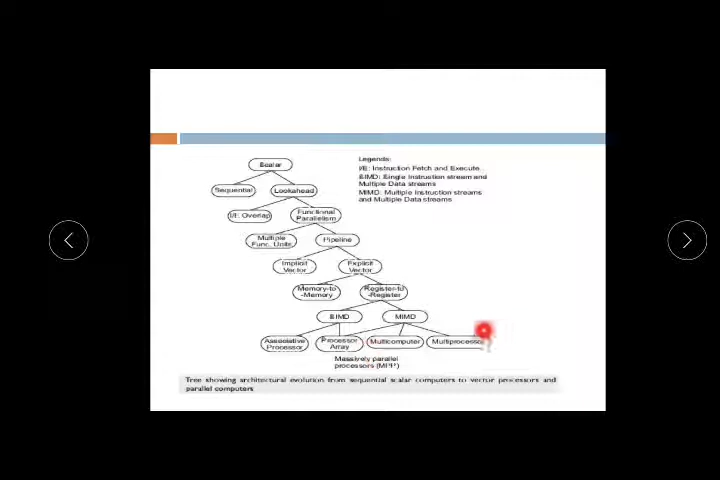 Scalar
Legends:
I/E: Instruction Fetch and Execute
SIMD: Single Instruction stream and
Multiple Data streams
MIMD: Multiple Instruction streams
and Multiple Data streams
Sequential
Lookahead
I/E Overlap
Functional
Parallelism
Multiple
Func. Units
Pipeline
Implicit
Vector
Explicit
Vector
Memory-to
-Memory
Register-to
-Register
SIMD
MIMD
Associative
Processor
Processor
Array
Multicomputer
Multiprocessor
Massively parallel
processors (MPP)
Tree showing architectural evolution from sequential scalar computers to vector processors and
parallel computers